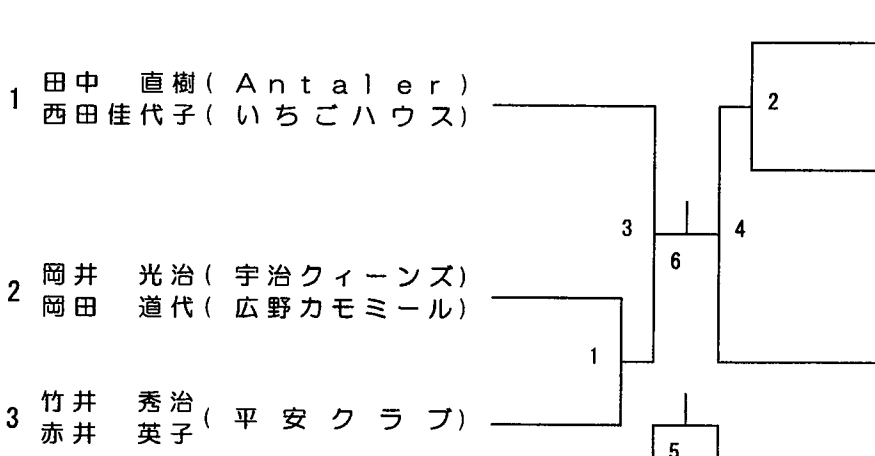 1 田中 直樹(Antaler)
西田佳代子(いちごハウス)
2
3
4
6
2 岡井 光治(宇治クィーンズ)
岡田 道代(広野カモミール)
1
3 竹井 秀治
赤井 英子(平安クラブ)
5